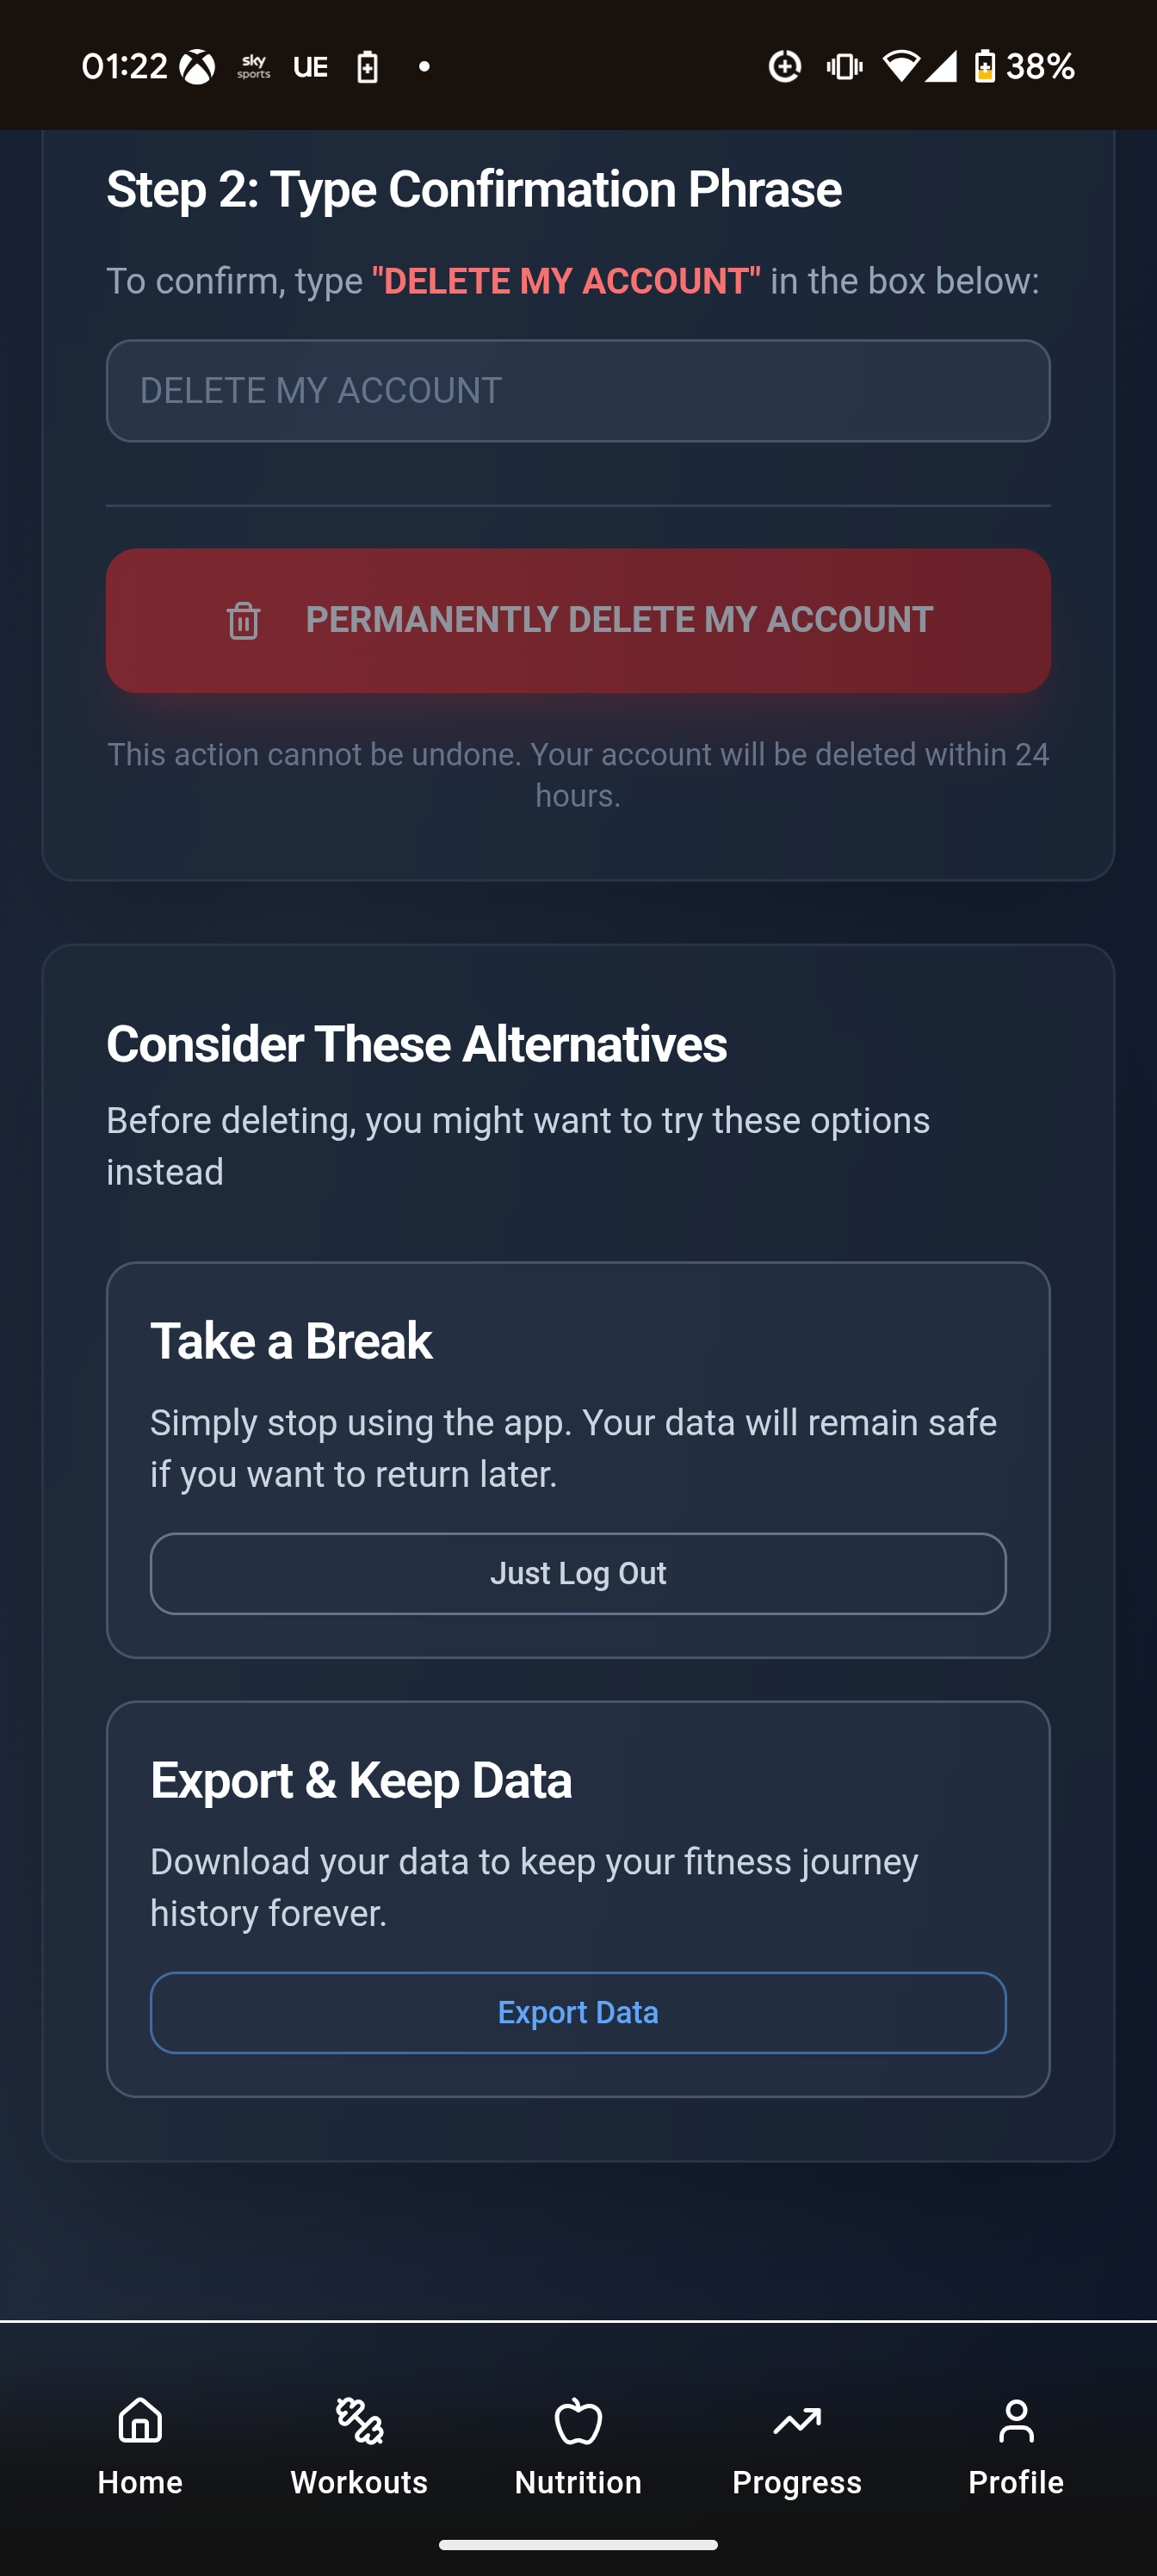 01:22 sky sports UE 38%
Step 2: Type Confirmation Phrase
To confirm, type "DELETE MY ACCOUNT" in the box below:
DELETE MY ACCOUNT
PERMANENTLY DELETE MY ACCOUNT
This action cannot be undone. Your account will be deleted within 24
hours.
Consider These Alternatives
Before deleting, you might want to try these options
instead
Take a Break
Simply stop using the app. Your data will remain safe
if you want to return later.
Just Log Out
Export & Keep Data
Download your data to keep your fitness journey
history forever.
Export Data
Home Workouts Nutrition Progress Profile